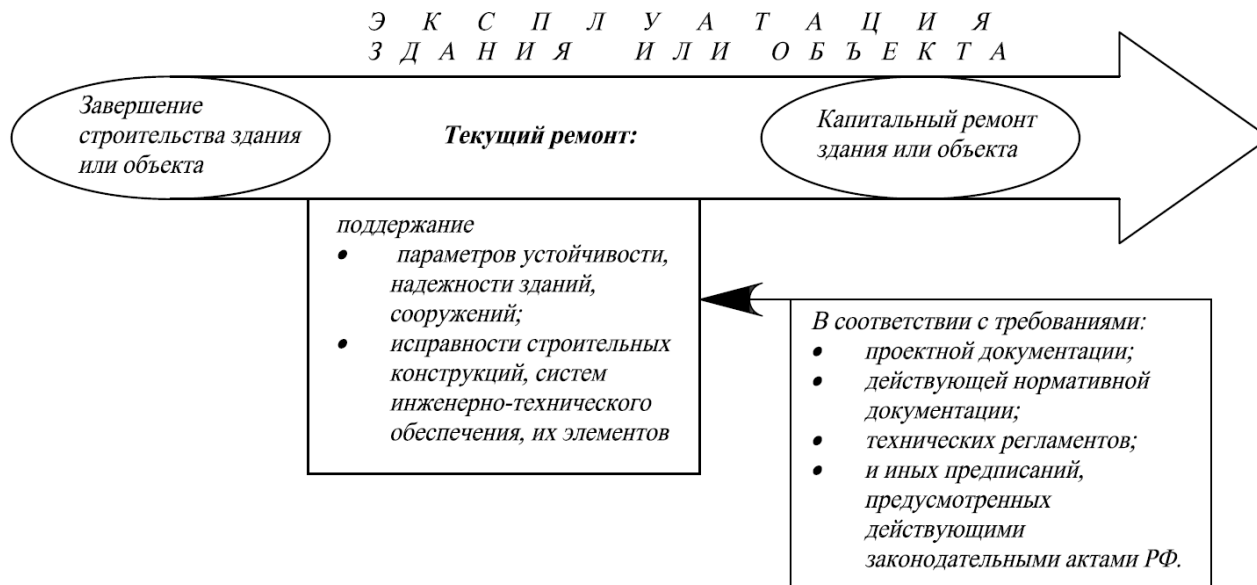 Э К С П Л У А Т А Ц И Я
З Д А Н И Я И Л И О Б Ъ Е К Т А
Завершение
строительства здания
или объекта
Текущий ремонт:
Капитальный ремонт
здания или объекта
поддержание
• параметров устойчивости,
надежности зданий,
сооружений;
• исправности строительных
конструкций, систем
инженерно-технического
обеспечения, их элементов
В соответствии с требованиями:
• проектной документации;
• действующей нормативной
документации;
• технических регламентов;
• и иных предписаний,
предусмотренных
действующими
законодательными актами РФ.